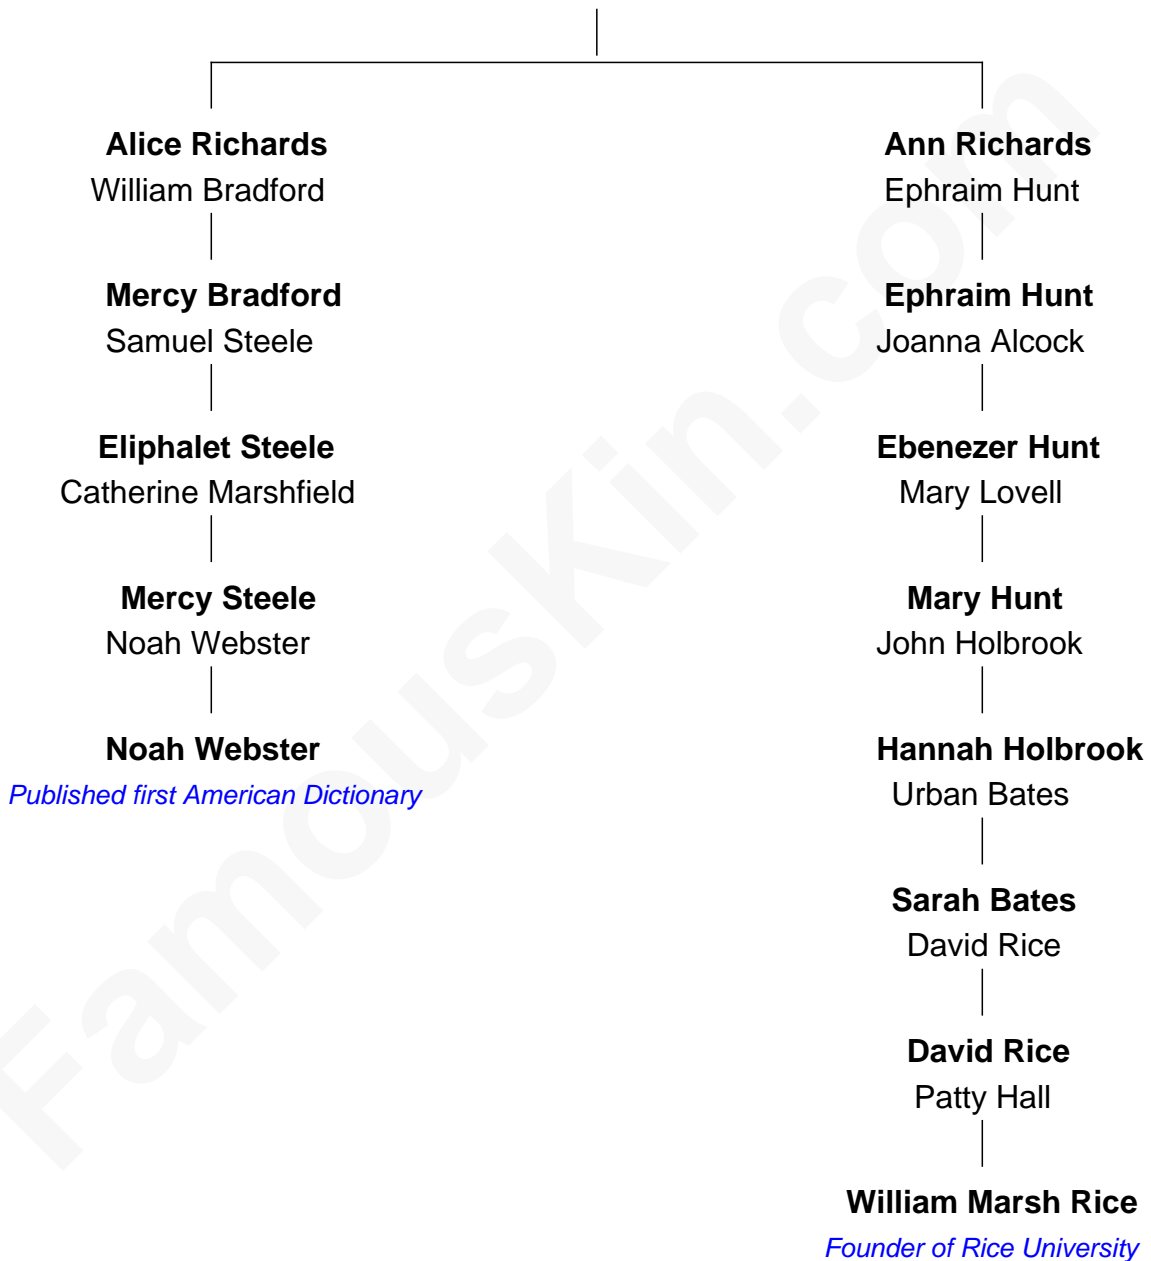 Alice Richards
William Bradford
Mercy Bradford
Samuel Steele
Eliphalet Steele
Catherine Marshfield
Mercy Steele
Noah Webster
Noah Webster
Published first American Dictionary
Ann Richards
Ephraim Hunt
Ephraim Hunt
Joanna Alcock
Ebenezer Hunt
Mary Lovell
Mary Hunt
John Holbrook
Hannah Holbrook
Urban Bates
Sarah Bates
David Rice
David Rice
Patty Hall
William Marsh Rice
Founder of Rice University
FamousKin.com